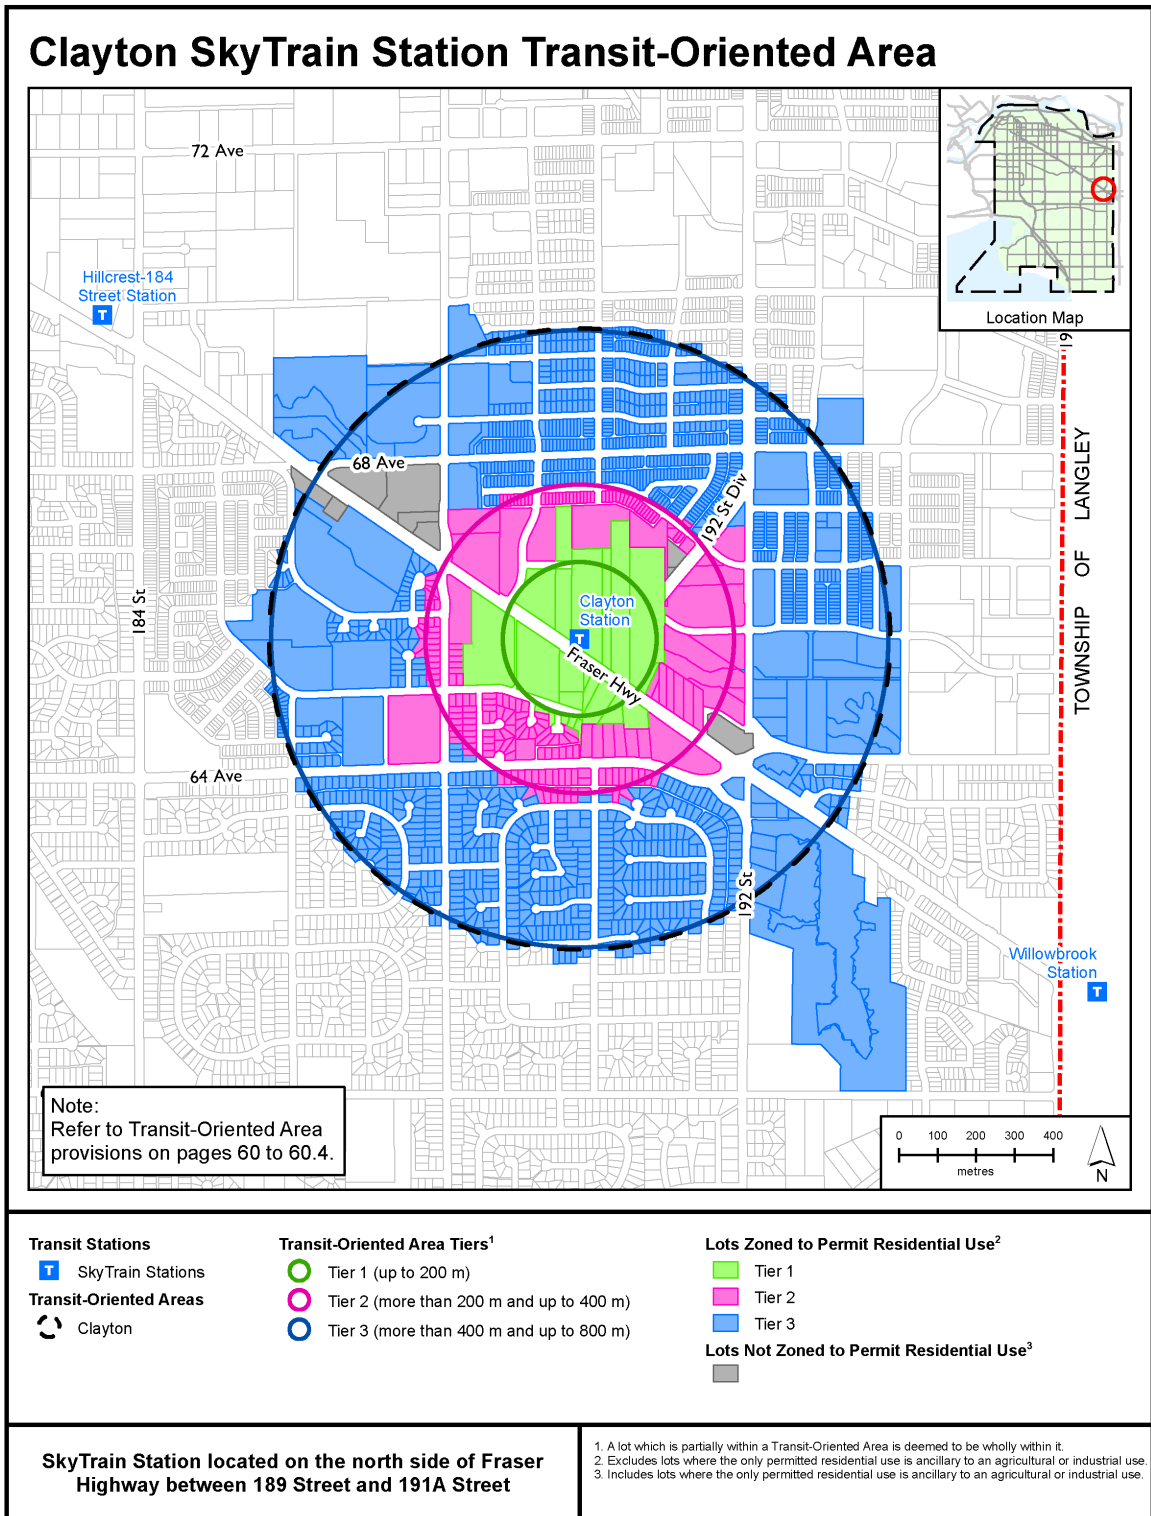 Clayton SkyTrain Station Transit-Oriented Area
72 Ave
Hillcrest-184
Street Station
T
Location Map
19
68 Ave
192 St Div
TOWNSHIP OF LANGLEY
184 St
Clayton
Station
T
Fraser Hwy
64 Ave
192 St
Willowbrook
Station
T
Note:
Refer to Transit-Oriented Area
provisions on pages 60 to 60.4.
0 100 200 300 400
metres
N
Transit Stations
T SkyTrain Stations
Transit-Oriented Areas
Clayton
Transit-Oriented Area Tiers1
Tier 1 (up to 200 m)
Tier 2 (more than 200 m and up to 400 m)
Tier 3 (more than 400 m and up to 800 m)
Lots Zoned to Permit Residential Use2
Tier 1
Tier 2
Tier 3
Lots Not Zoned to Permit Residential Use3
SkyTrain Station located on the north side of Fraser
Highway between 189 Street and 191A Street
1. A lot which is partially within a Transit-Oriented Area is deemed to be wholly within it.
2. Excludes lots where the only permitted residential use is ancillary to an agricultural or industrial use.
3. Includes lots where the only permitted residential use is ancillary to an agricultural or industrial use.